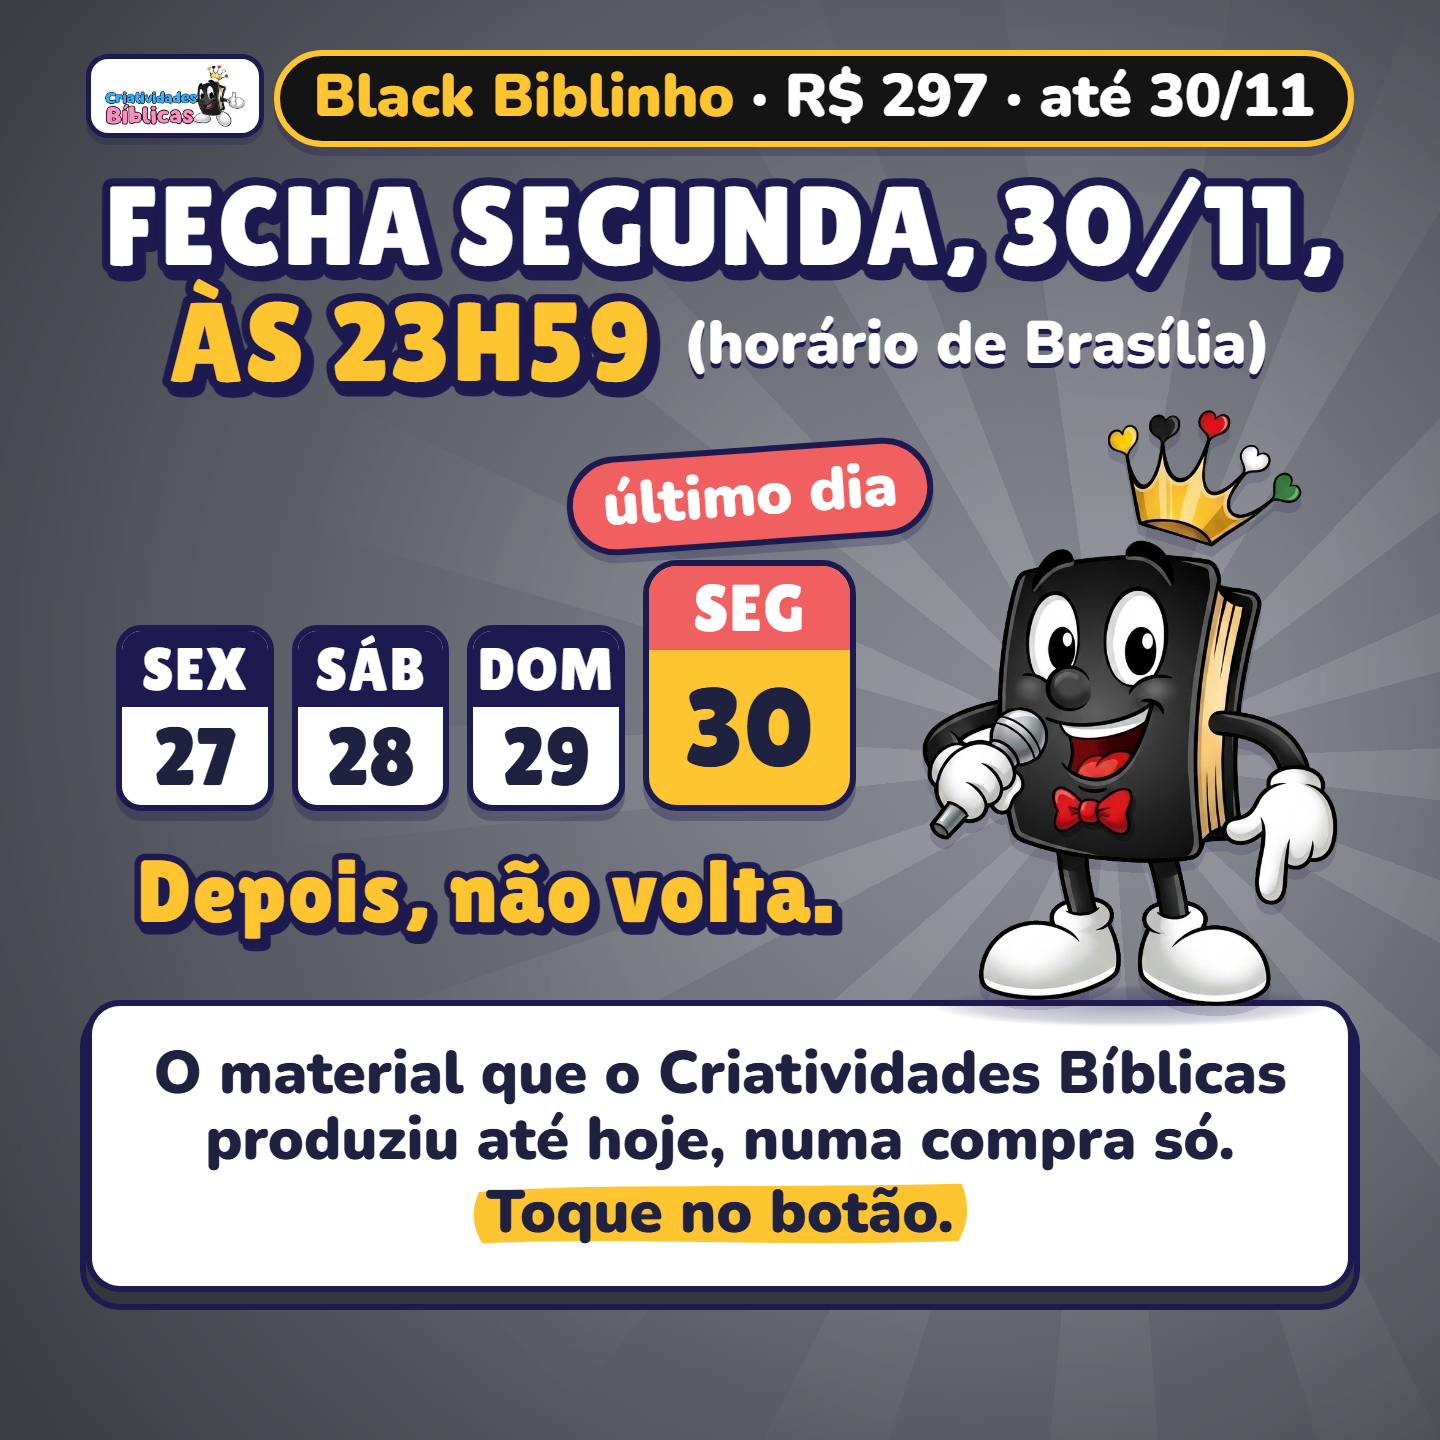 Criatividades
Bíblicas
Black Biblinho • R$ 297 • até 30/11
FECHA SEGUNDA, 30/11,
ÀS 23H59 (horário de Brasília)
último dia
SEX
27
SÁB
28
DOM
29
SEG
30
Depois, não volta.
O material que o Criatividades Bíblicas
produziu até hoje, numa compra só.
Toque no botão.